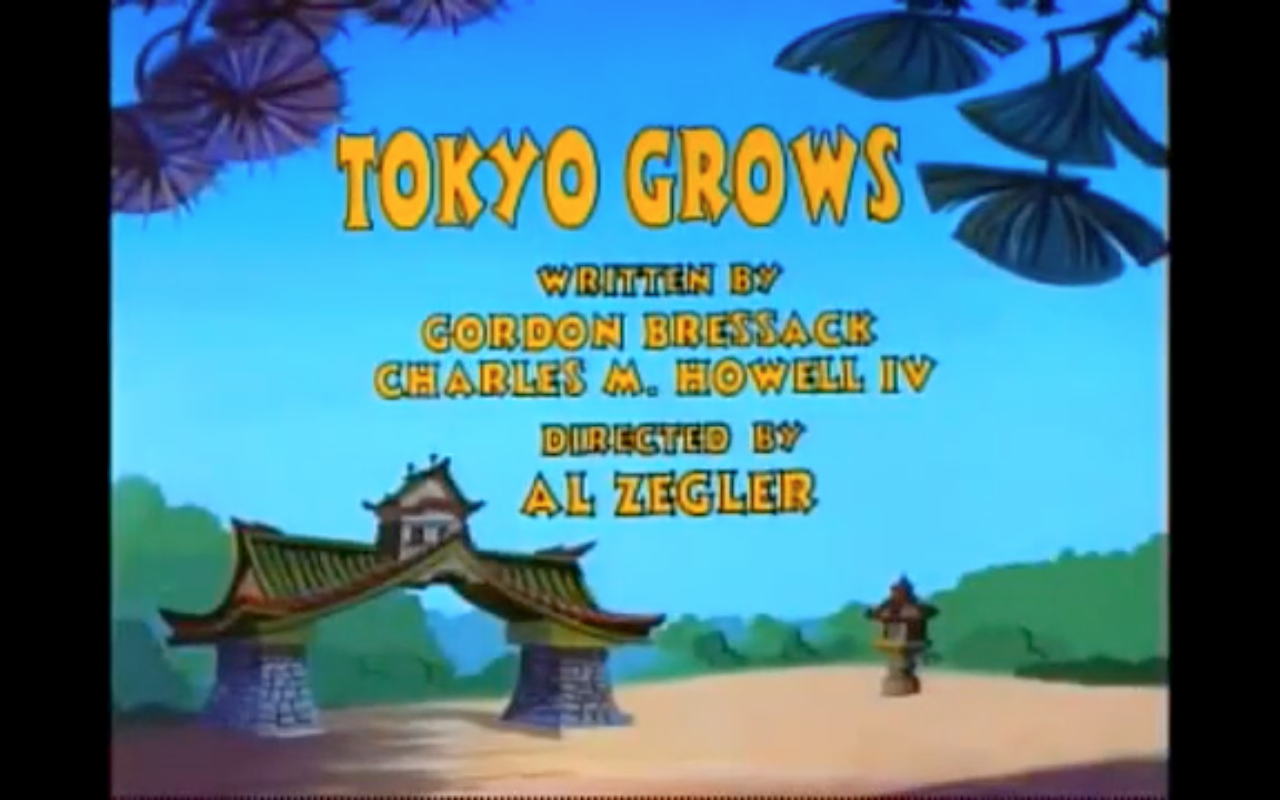 TOKYO GROWS
WRITTEN BY
GORDON BRESSACK
CHARLES M. HOWELL IV
DIRECTED BY
AL ZEGLER